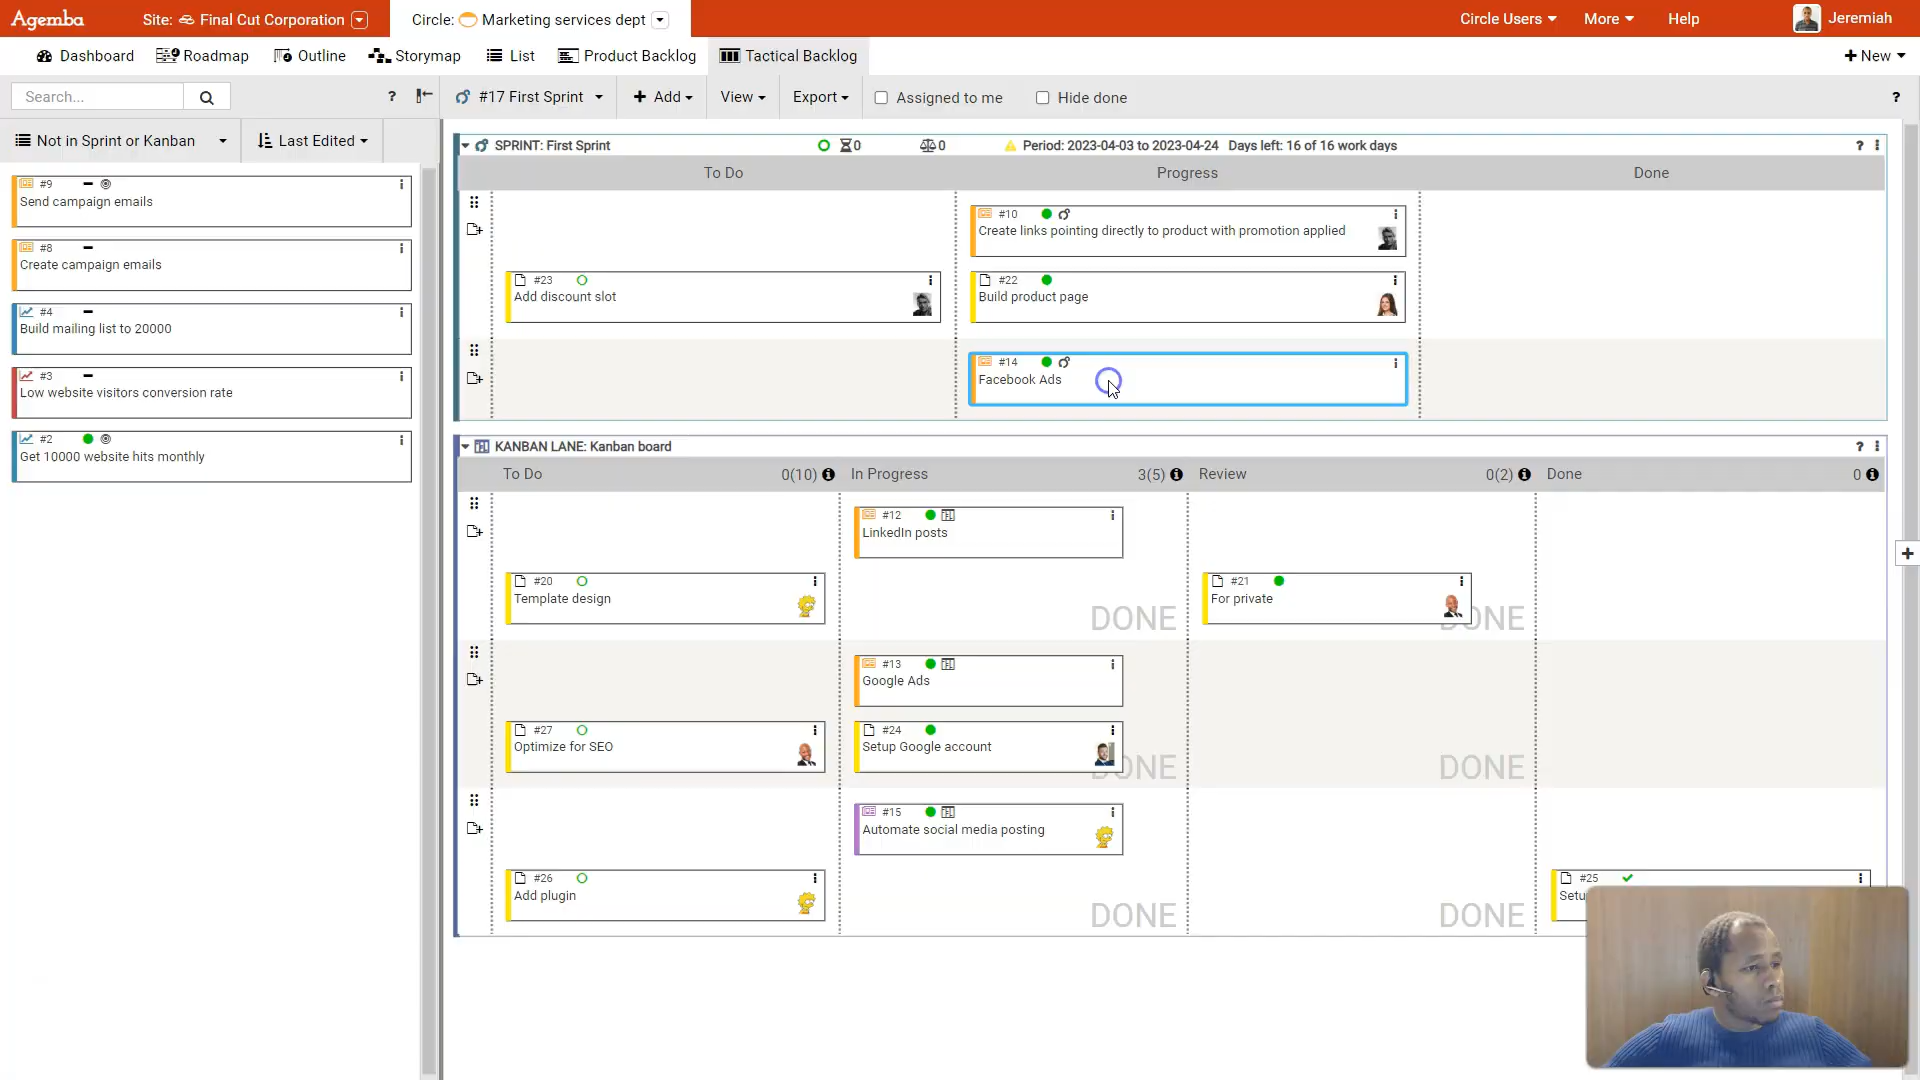 Agemba
Site: Final Cut Corporation
Circle: Marketing services dept
Circle Users
More
Help
Jeremiah
Dashboard
Roadmap
Outline
Storymap
List
Product Backlog
Tactical Backlog
New
Search...
?
#17 First Sprint
Add
View
Export
Assigned to me
Hide done
?
Not in Sprint or Kanban
Last Edited
#9
Send campaign emails
#8
Create campaign emails
#4
Build mailing list to 20000
#3
Low website visitors conversion rate
#2
Get 10000 website hits monthly
SPRINT: First Sprint
0
0
Period: 2023-04-03 to 2023-04-24 Days left: 16 of 16 work days
?
To Do
Progress
Done
#10
Create links pointing directly to product with promotion applied
#23
Add discount slot
#22
Build product page
#14
Facebook Ads
KANBAN LANE: Kanban board
?
To Do
0(10)
In Progress
3(5)
Review
0(2)
Done
0
#12
LinkedIn posts
#20
Template design
DONE
#21
For private
DONE
#13
Google Ads
#27
Optimize for SEO
#24
Setup Google account
DONE
DONE
#15
Automate social media posting
#26
Add plugin
DONE
DONE
#25